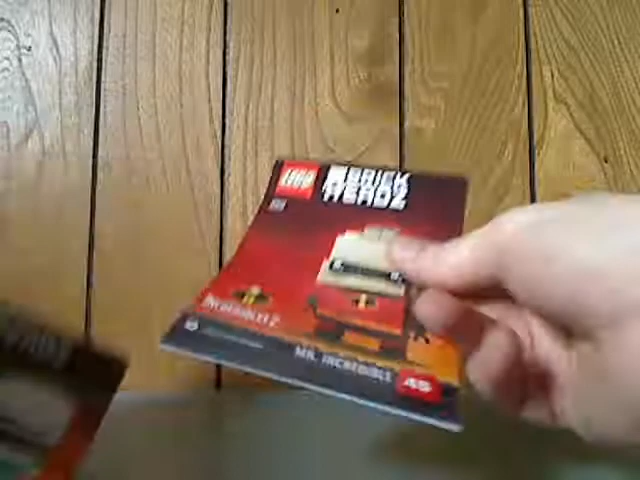 LEGO
BRICK
HEADZ
INCREDIBLES 2
MR. INCREDIBLE
45